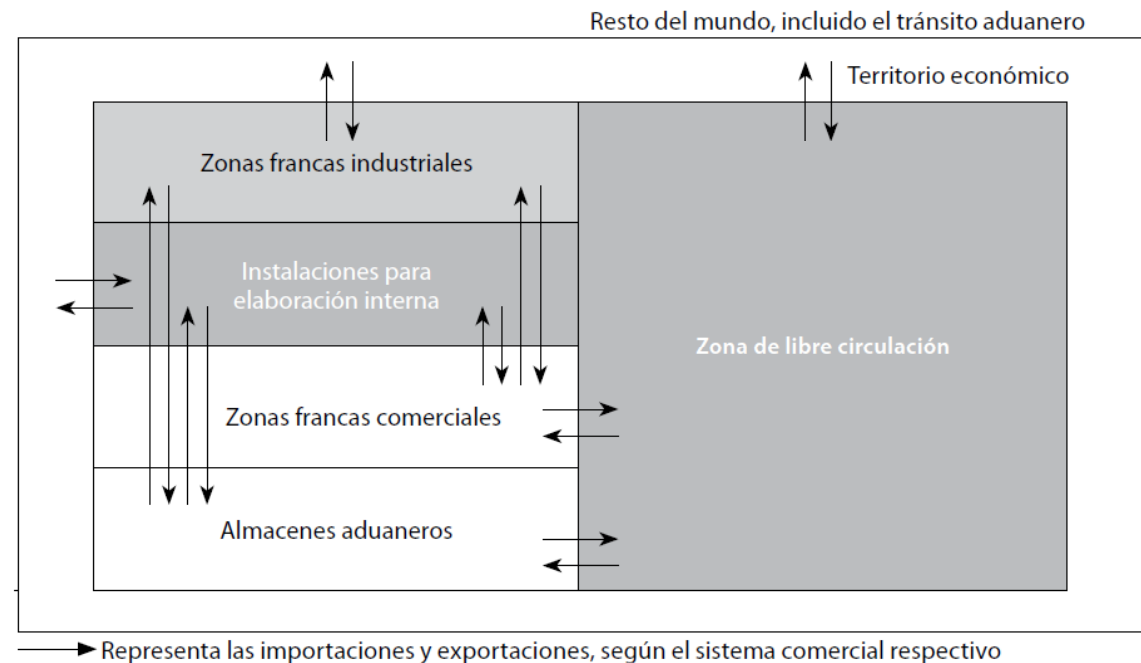 Resto del mundo, incluido el tránsito aduanero
Territorio económico
Zonas francas industriales
Instalaciones para
elaboración interna
Zona de libre circulación
Zonas francas comerciales
Almacenes aduaneros
Representa las importaciones y exportaciones, según el sistema comercial respectivo